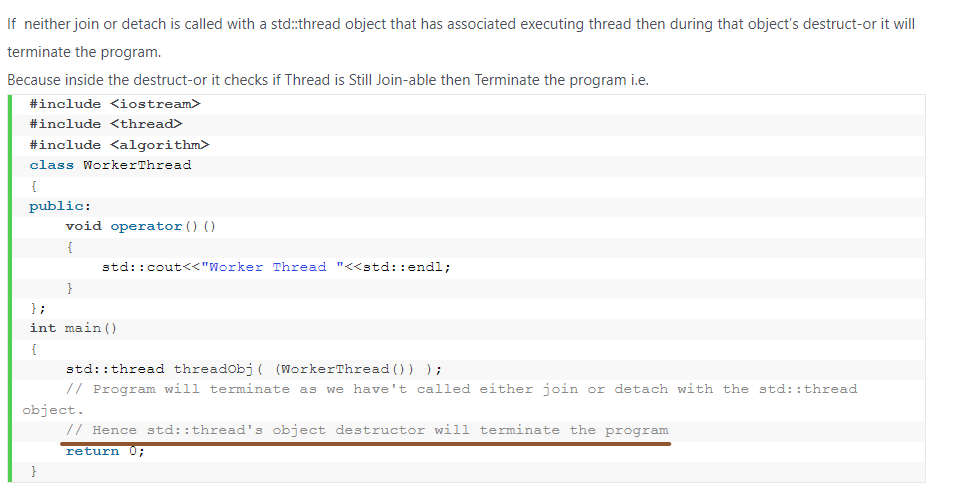 If neither join or detach is called with a std::thread object that has associated executing thread then during that object’s destruct-or it will
terminate the program.
Because inside the destruct-or it checks if Thread is Still Join-able then Terminate the program i.e.
#include <iostream>
#include <thread>
#include <algorithm>
class WorkerThread
{
public:
    void operator()()
    {
        std::cout<<"Worker Thread "<<std::endl;
    }
};
int main()
{
    std::thread threadObj( (WorkerThread()) );
    // Program will terminate as we have't called either join or detach with the std::thread
object.
    // Hence std::thread's object destructor will terminate the program
    return 0;
}